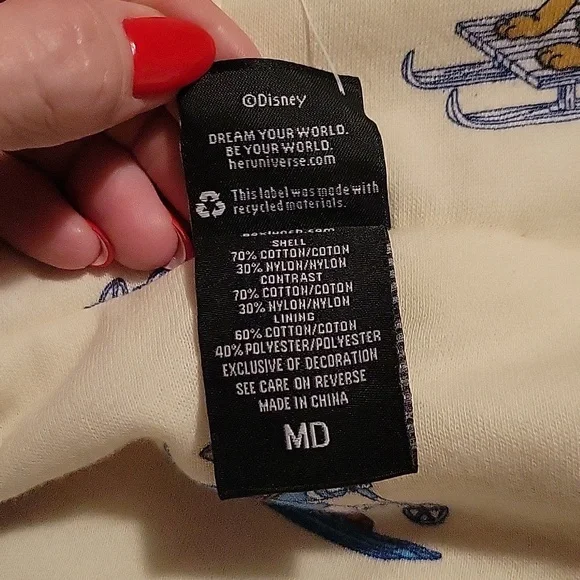 ©Disney
DREAM YOUR WORLD.
BE YOUR WORLD.
heruniverse.com
This label was made with
recycled materials.
SHELL
70% COTTON/COTON
30% NYLON/NYLON
CONTRAST
70% COTTON/COTON
30% NYLON/NYLON
LINING
60% COTTON/COTON
40% POLYESTER/POLYESTER
EXCLUSIVE OF DECORATION
SEE CARE ON REVERSE
MADE IN CHINA
MD